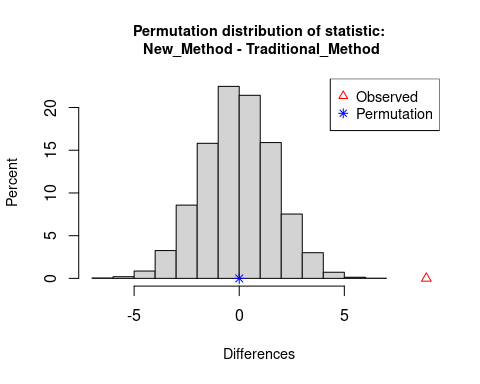 Permutation distribution of statistic:
New_Method - Traditional_Method
Observed
Permutation
Percent
20
15
10
5
0
-5 0 5
Differences